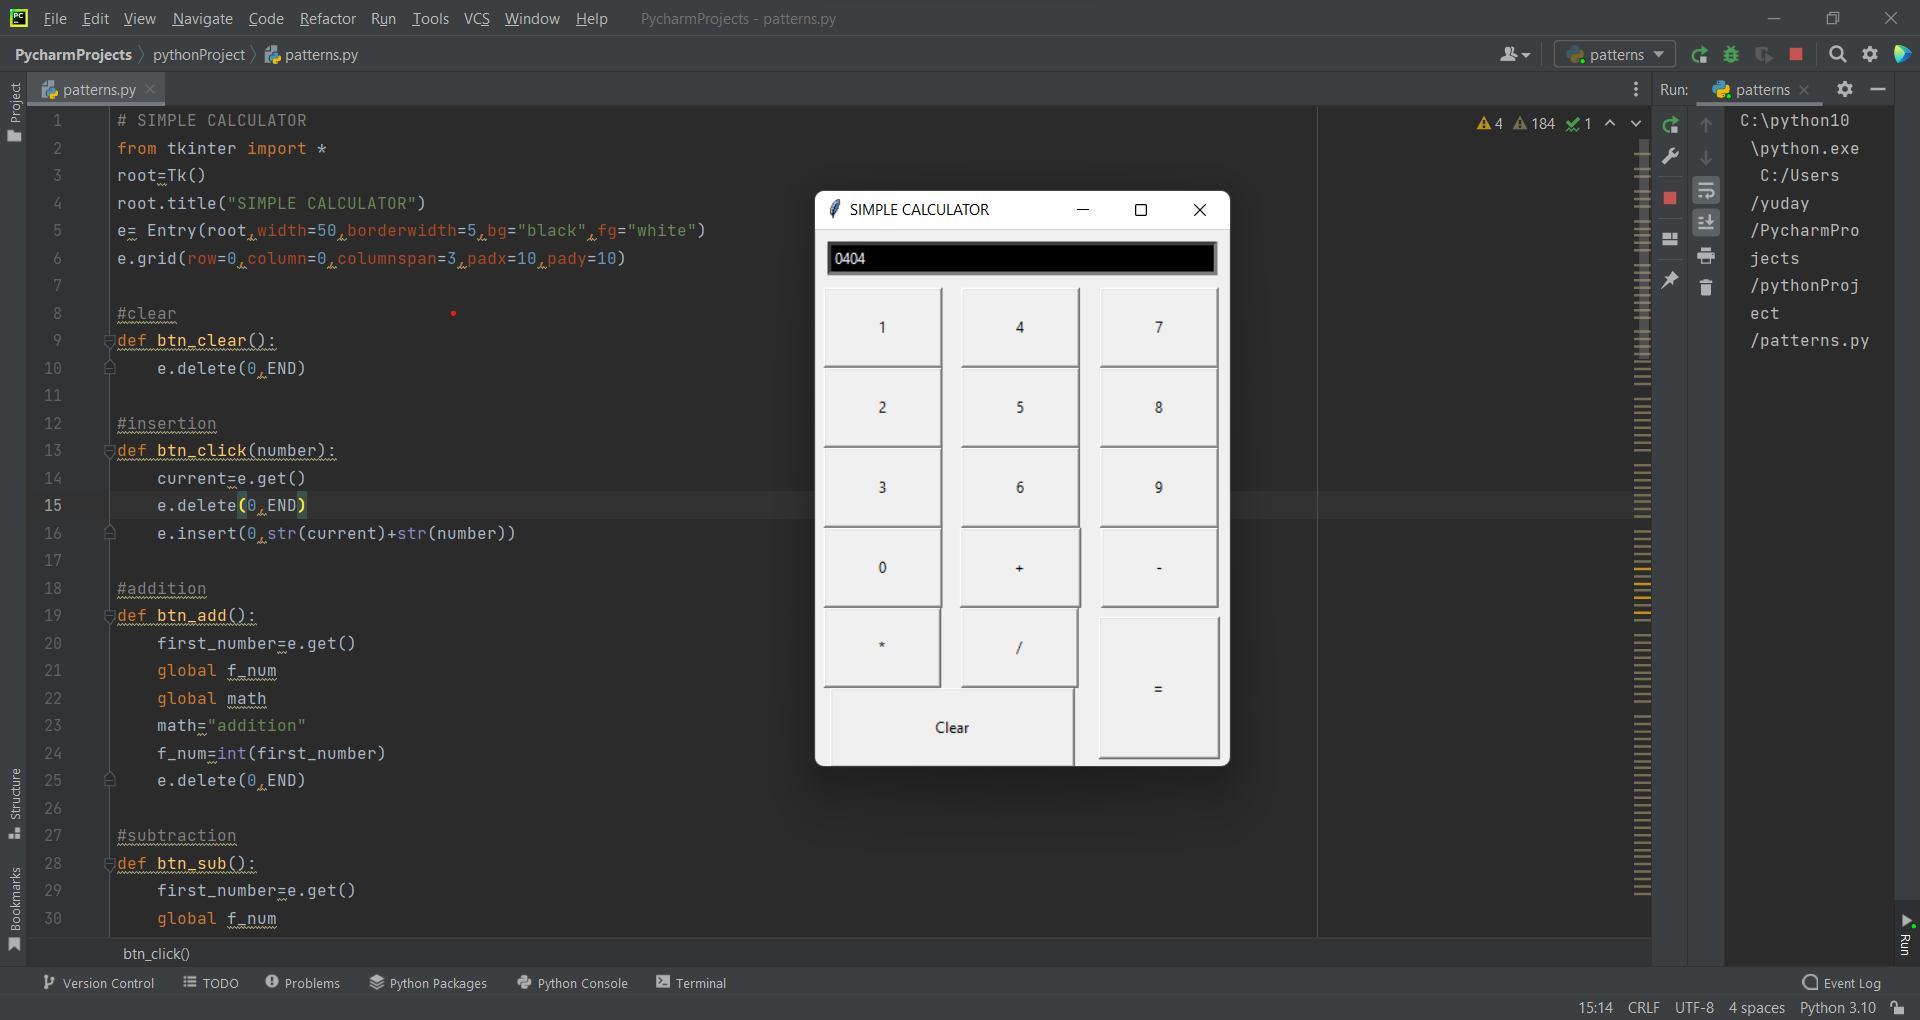 File Edit View Navigate Code Refactor Run Tools VCS Window Help PycharmProjects - patterns.py
PycharmProjects pythonProject patterns.py patterns
patterns.py
Run: patterns
Project
4 184 1
1 # SIMPLE CALCULATOR
2 from tkinter import *
3 root=Tk()
4 root.title("SIMPLE CALCULATOR")
5 e= Entry(root,width=50,borderwidth=5,bg="black",fg="white")
6 e.grid(row=0,column=0,columnspan=3,padx=10,pady=10)
7
8 #clear
9 def btn_clear():
10 e.delete(0,END)
11
12 #insertion
13 def btn_click(number):
14 current=e.get()
15 e.delete(0,END)
16 e.insert(0,str(current)+str(number))
17
18 #addition
19 def btn_add():
20 first_number=e.get()
21 global f_num
22 global math
23 math="addition"
24 f_num=int(first_number)
25 e.delete(0,END)
26
27 #subtraction
28 def btn_sub():
29 first_number=e.get()
30 global f_num
SIMPLE CALCULATOR
0404
1 4 7
2 5 8
3 6 9
0 + -
* /
=
Clear
C:\python10
\python.exe
C:/Users
/yuday
/PycharmPro
jects
/pythonProj
ect
/patterns.py
Structure
Bookmarks
Run
btn_click()
Version Control TODO Problems Python Packages Python Console Terminal Event Log
15:14 CRLF UTF-8 4 spaces Python 3.10